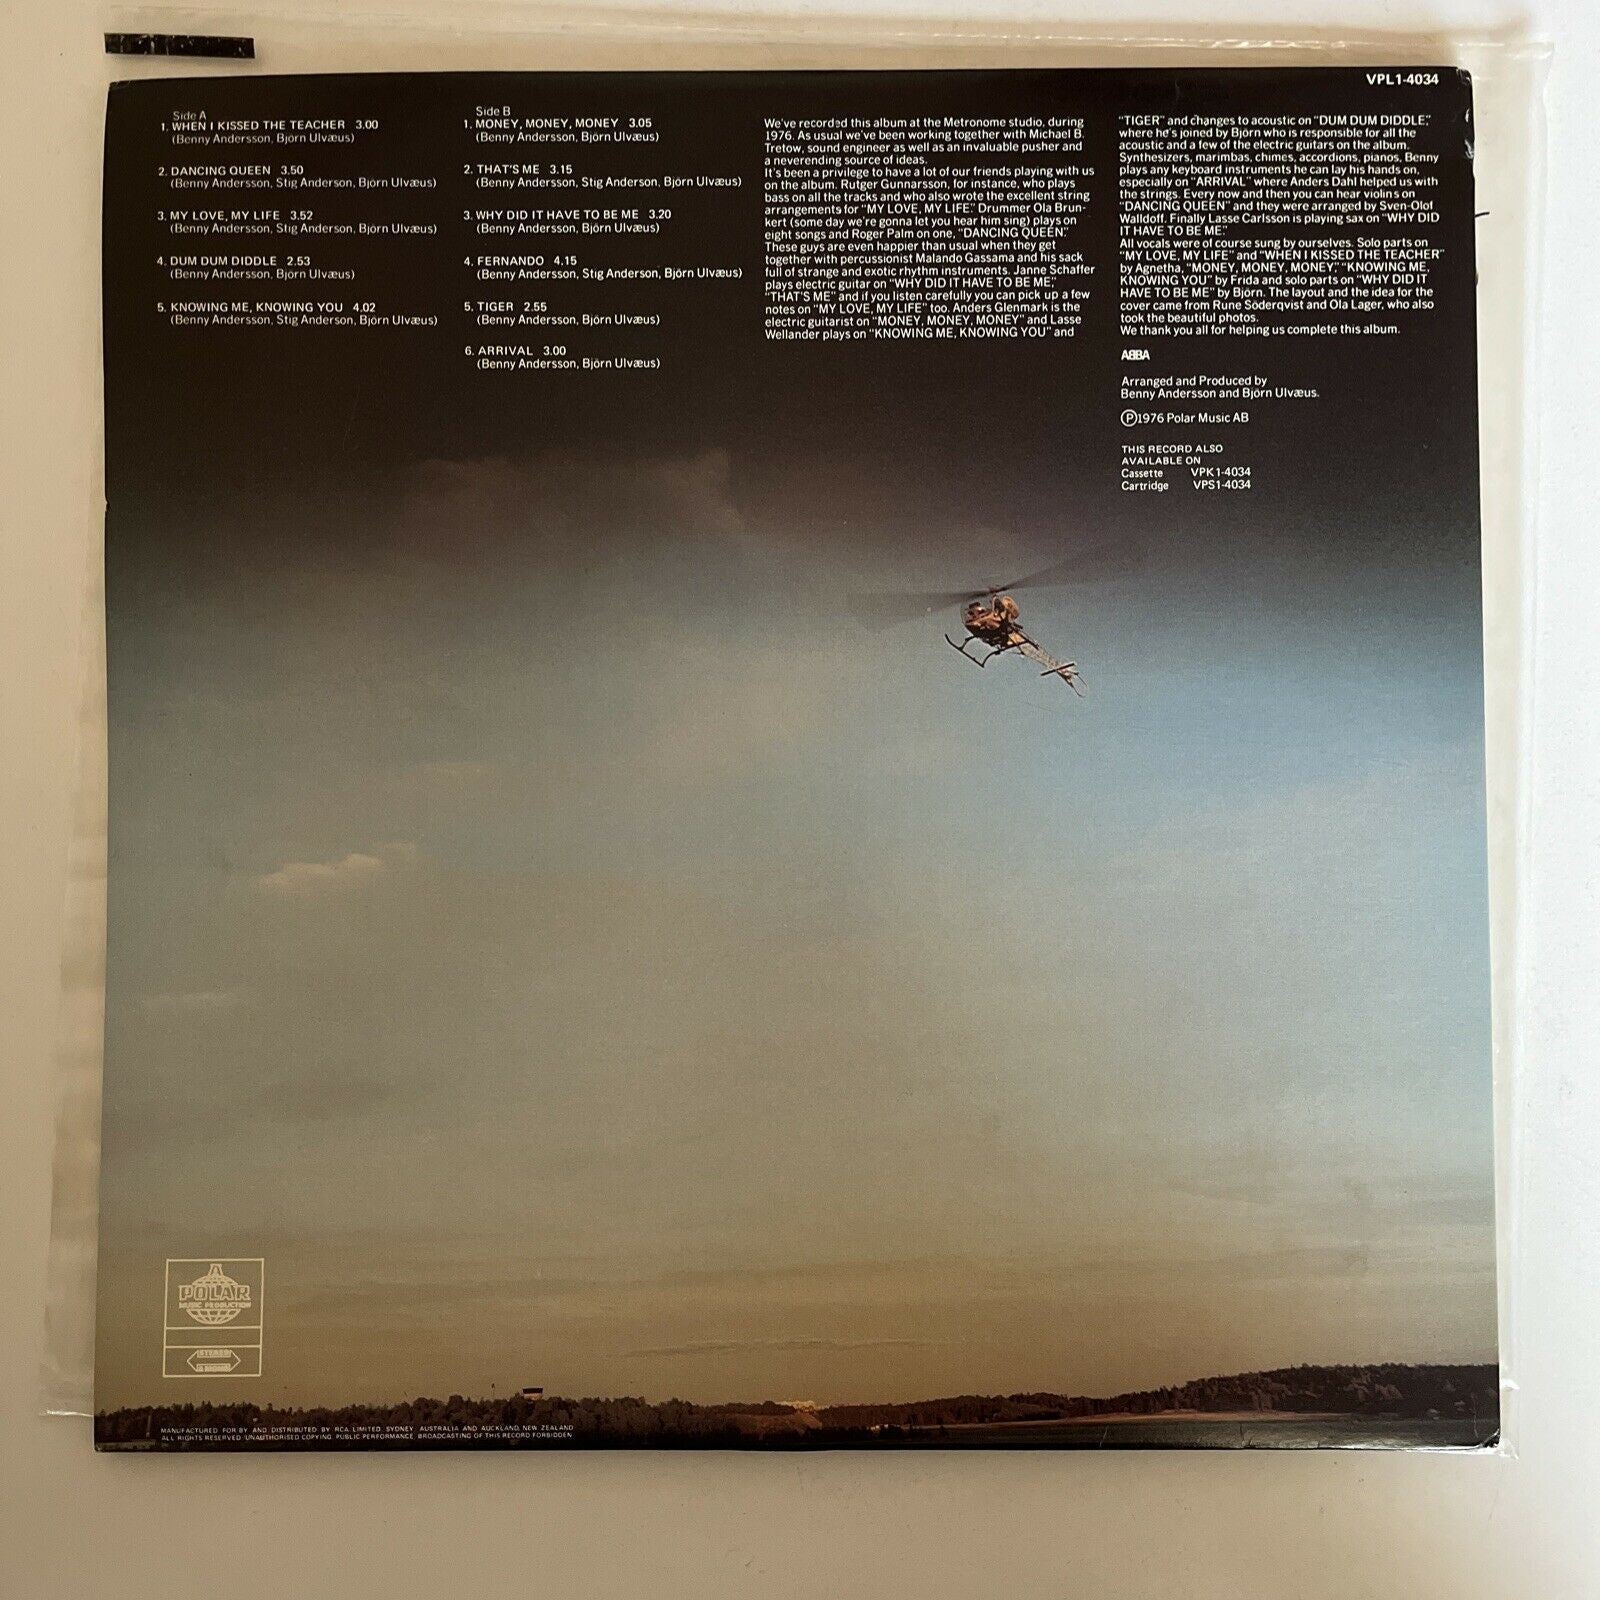 VPL1-4034
Side A
1. WHEN I KISSED THE TEACHER 3.00
(Benny Andersson, Björn Ulvæus)
2. DANCING QUEEN 3.50
(Benny Andersson, Stig Anderson, Björn Ulvæus)
3. MY LOVE, MY LIFE 3.52
(Benny Andersson, Stig Anderson, Björn Ulvæus)
4. DUM DUM DIDDLE 2.53
(Benny Andersson, Björn Ulvæus)
5. KNOWING ME, KNOWING YOU 4.02
(Benny Andersson, Stig Anderson, Björn Ulvæus)
Side B
1. MONEY, MONEY, MONEY 3.05
(Benny Andersson, Björn Ulvæus)
2. THAT'S ME 3.15
(Benny Andersson, Stig Anderson, Björn Ulvæus)
3. WHY DID IT HAVE TO BE ME 3.20
(Benny Andersson, Björn Ulvæus)
4. FERNANDO 4.15
(Benny Andersson, Stig Anderson, Björn Ulvæus)
5. TIGER 2.55
(Benny Andersson, Björn Ulvæus)
6. ARRIVAL 3.00
(Benny Andersson, Björn Ulvæus)
We've recorded this album at the Metronome studio, during
1976. As usual we've been working together with Michael B.
Tretow, sound engineer as well as an invaluable pusher and
a neverending source of ideas.
It's been a privilege to have a lot of our friends playing with us
on the album. Rutger Gunnarsson, for instance, who plays
bass on all the tracks and who also wrote the excellent string
arrangements for "MY LOVE, MY LIFE." Drummer Ola Brun-
kert (some day we're gonna let you hear him sing) plays on
eight songs and Roger Palm on one, "DANCING QUEEN."
These guys are even happier than usual when they get
together with percussionist Malando Gassama and his sack
full of strange and exotic rhythm instruments. Janne Schaffer
plays electric guitar on "WHY DID IT HAVE TO BE ME,"
"THAT'S ME" and if you listen carefully you can pick up a few
notes on "MY LOVE, MY LIFE" too. Anders Glenmark is the
electric guitarist on "MONEY, MONEY, MONEY" and Lasse
Wellander plays on "KNOWING ME, KNOWING YOU" and
"TIGER" and changes to acoustic on "DUM DUM DIDDLE,"
where he's joined by Björn who is responsible for all the
acoustic and a few of the electric guitars on the album.
Synthesizers, marimbas, chimes, accordions, pianos, Benny
plays any keyboard instruments he can lay his hands on,
especially on "ARRIVAL" where Anders Dahl helped us with
the strings. Every now and then you can hear violins on
"DANCING QUEEN" and they were arranged by Sven-Olof
Walldoff. Finally Lasse Carlsson is playing sax on "WHY DID
IT HAVE TO BE ME."
All vocals were of course sung by ourselves. Solo parts on
"MY LOVE, MY LIFE" and "WHEN I KISSED THE TEACHER"
by Agnetha, "MONEY, MONEY, MONEY," "KNOWING ME,
KNOWING YOU" by Frida and solo parts on "WHY DID IT
HAVE TO BE ME" by Björn. The layout and the idea for the
cover came from Rune Söderqvist and Ola Lager, who also
took the beautiful photos.
We thank you all for helping us complete this album.
ABBA
Arranged and Produced by
Benny Andersson and Björn Ulvæus.
Ⓟ1976 Polar Music AB
THIS RECORD ALSO
AVAILABLE ON
Cassette VPK1-4034
Cartridge VPS1-4034
A
POLAR
MUSIC PRODUCTION
STEREO
& MONO
MANUFACTURED FOR BY AND DISTRIBUTED BY RCA LIMITED, SYDNEY AUSTRALIA AND AUCKLAND, NEW ZEALAND
ALL RIGHTS RESERVED UNAUTHORISED COPYING, PUBLIC PERFORMANCE, BROADCASTING OF THIS RECORD FORBIDDEN